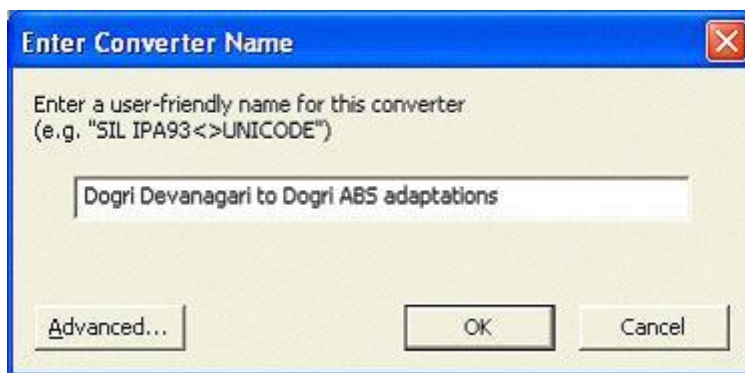 Enter Converter Name
Enter a user-friendly name for this converter
(e.g. "SIL IPA93<>UNICODE")
Dogri Devanagari to Dogri ABS adaptations
Advanced... OK Cancel